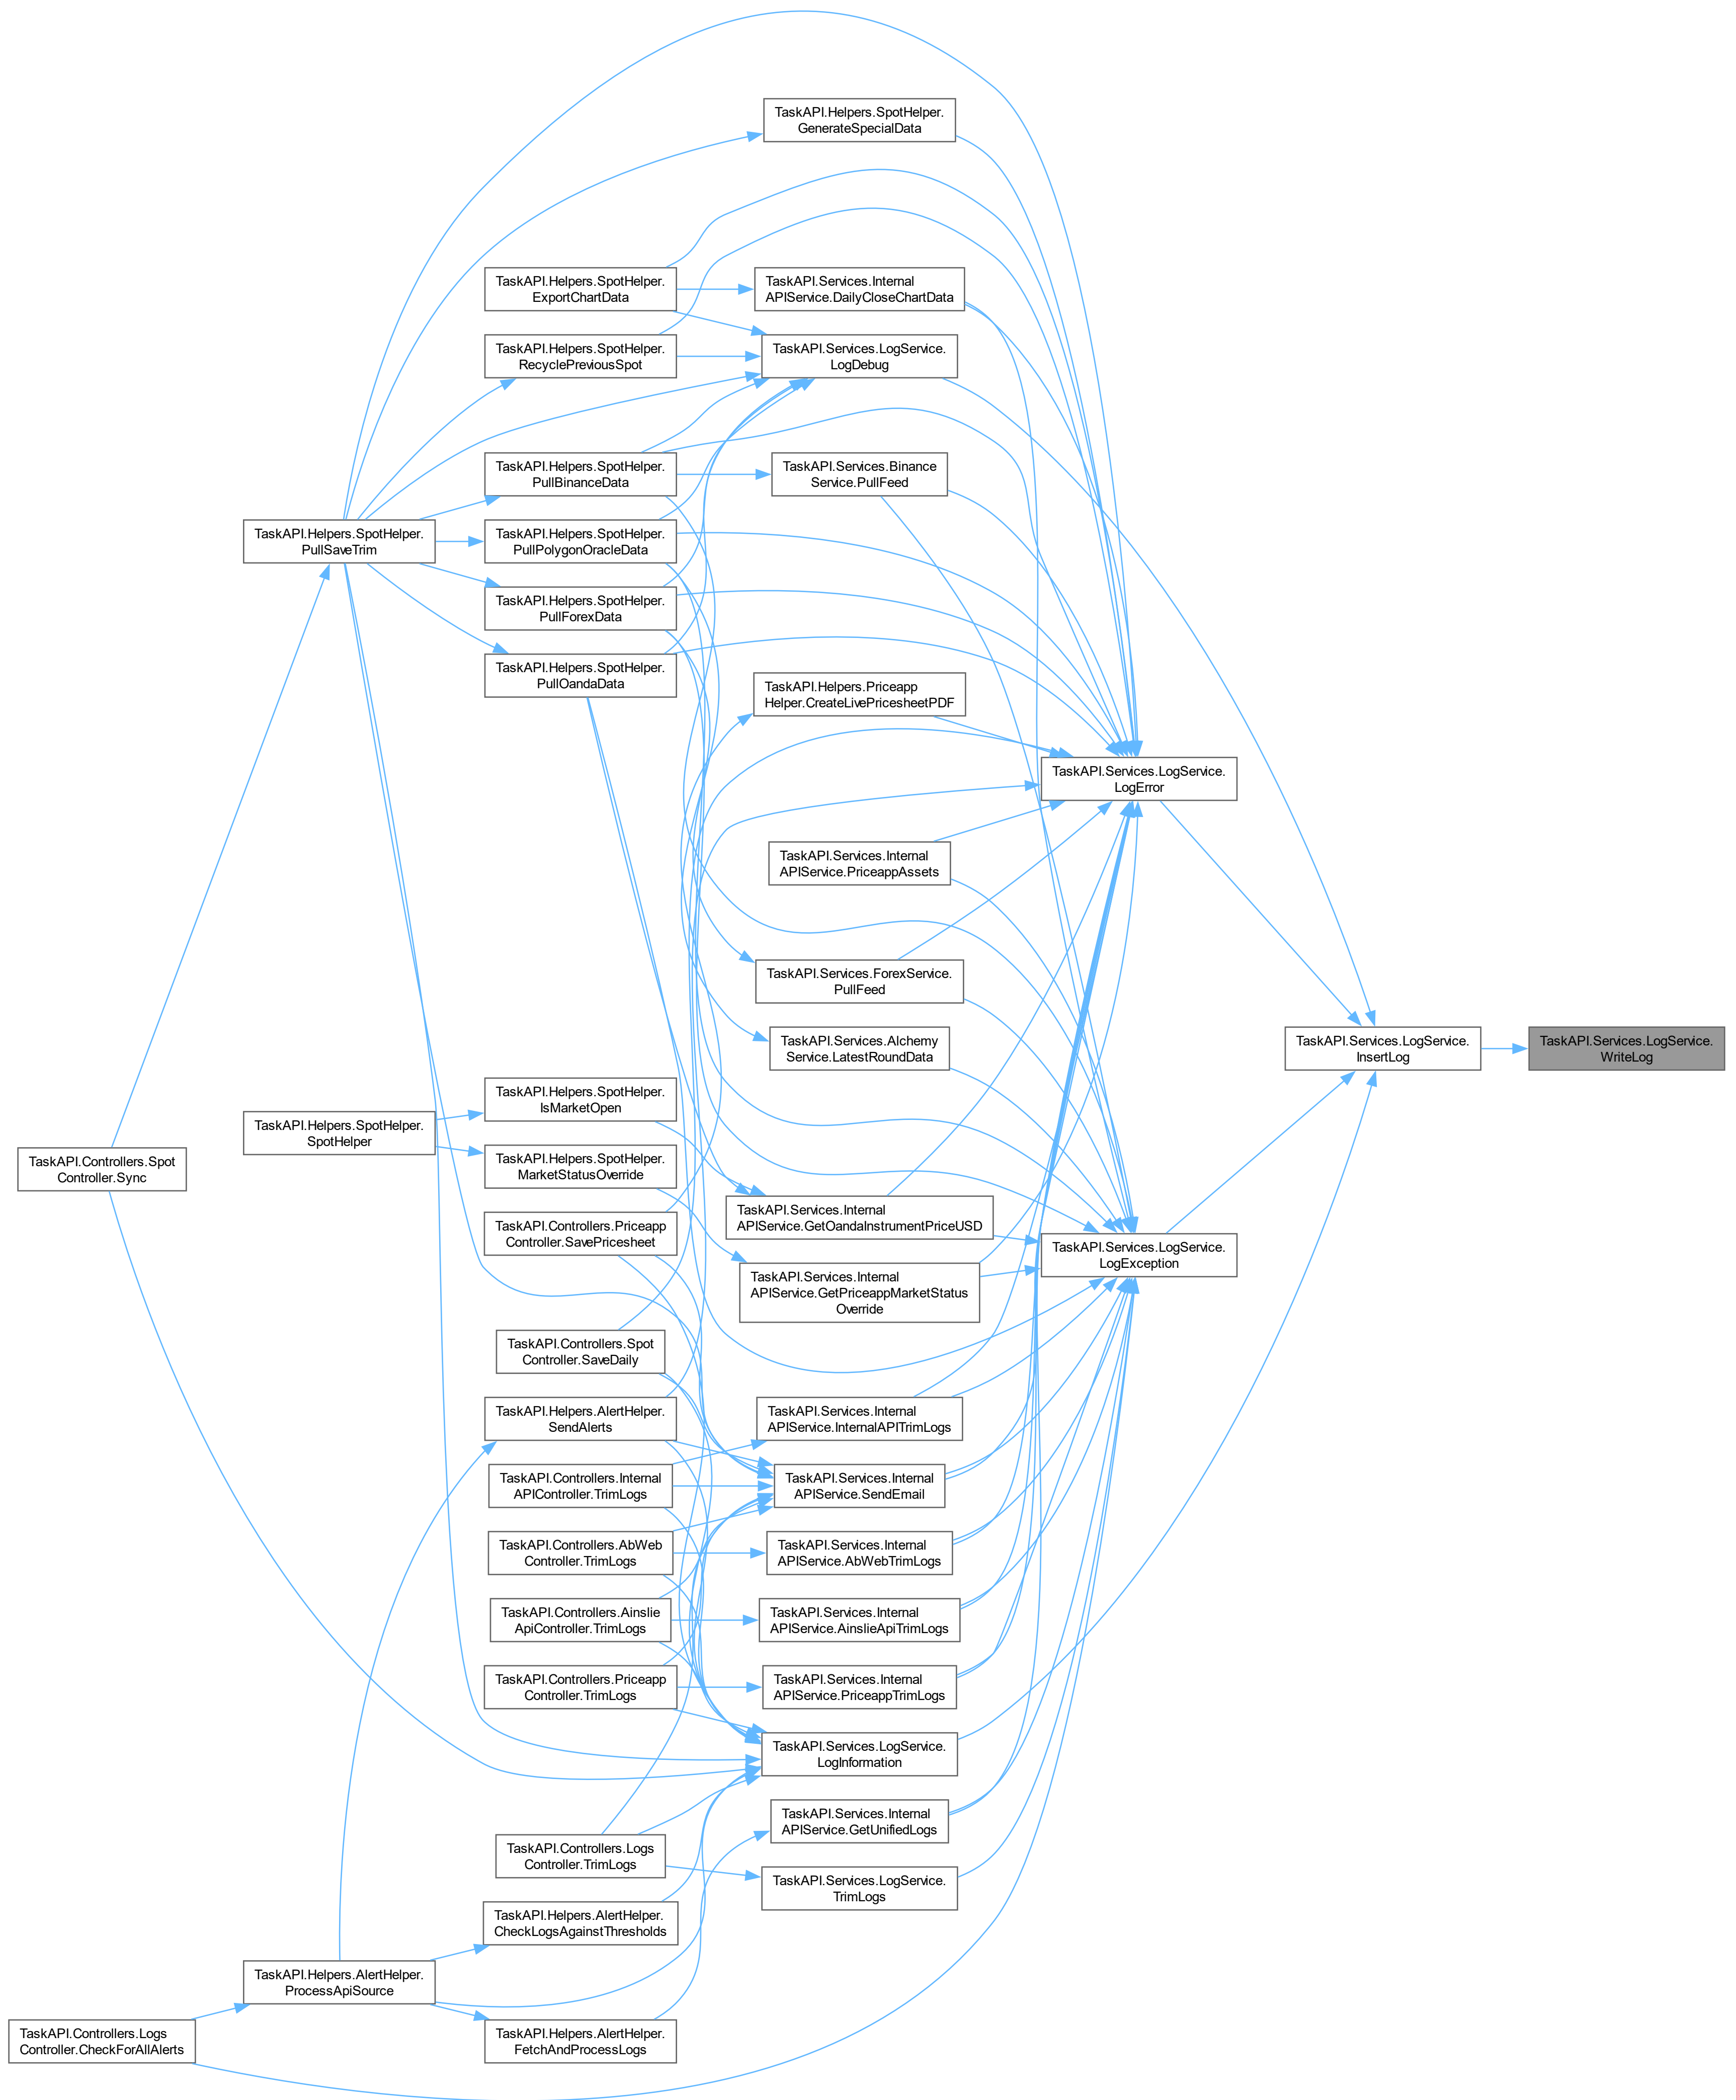 TaskAPI.Helpers.SpotHelper.
GenerateSpecialData
TaskAPI.Helpers.SpotHelper.
ExportChartData
TaskAPI.Services.Internal
APIService.DailyCloseChartData
TaskAPI.Helpers.SpotHelper.
RecyclePreviousSpot
TaskAPI.Services.LogService.
LogDebug
TaskAPI.Helpers.SpotHelper.
PullBinanceData
TaskAPI.Services.Binance
Service.PullFeed
TaskAPI.Helpers.SpotHelper.
PullSaveTrim
TaskAPI.Helpers.SpotHelper.
PullPolygonOracleData
TaskAPI.Helpers.SpotHelper.
PullForexData
TaskAPI.Helpers.SpotHelper.
PullOandaData
TaskAPI.Helpers.Priceapp
Helper.CreateLivePricesheetPDF
TaskAPI.Services.LogService.
LogError
TaskAPI.Services.Internal
APIService.PriceappAssets
TaskAPI.Services.ForexService.
PullFeed
TaskAPI.Services.Alchemy
Service.LatestRoundData
TaskAPI.Services.LogService.
InsertLog
TaskAPI.Services.LogService.
WriteLog
TaskAPI.Helpers.SpotHelper.
IsMarketOpen
TaskAPI.Helpers.SpotHelper.
SpotHelper
TaskAPI.Controllers.Spot
Controller.Sync
TaskAPI.Helpers.SpotHelper.
MarketStatusOverride
TaskAPI.Services.Internal
APIService.GetOandaInstrumentPriceUSD
TaskAPI.Controllers.Priceapp
Controller.SavePricesheet
TaskAPI.Services.LogService.
LogException
TaskAPI.Services.Internal
APIService.GetPriceappMarketStatus
Override
TaskAPI.Controllers.Spot
Controller.SaveDaily
TaskAPI.Helpers.AlertHelper.
SendAlerts
TaskAPI.Services.Internal
APIService.InternalAPITrimLogs
TaskAPI.Controllers.Internal
APIController.TrimLogs
TaskAPI.Services.Internal
APIService.SendEmail
TaskAPI.Controllers.AbWeb
Controller.TrimLogs
TaskAPI.Services.Internal
APIService.AbWebTrimLogs
TaskAPI.Controllers.Ainslie
ApiController.TrimLogs
TaskAPI.Services.Internal
APIService.AinslieApiTrimLogs
TaskAPI.Controllers.Priceapp
Controller.TrimLogs
TaskAPI.Services.Internal
APIService.PriceappTrimLogs
TaskAPI.Services.LogService.
LogInformation
TaskAPI.Services.Internal
APIService.GetUnifiedLogs
TaskAPI.Controllers.Logs
Controller.TrimLogs
TaskAPI.Services.LogService.
TrimLogs
TaskAPI.Helpers.AlertHelper.
CheckLogsAgainstThresholds
TaskAPI.Helpers.AlertHelper.
ProcessApiSource
TaskAPI.Controllers.Logs
Controller.CheckForAllAlerts
TaskAPI.Helpers.AlertHelper.
FetchAndProcessLogs